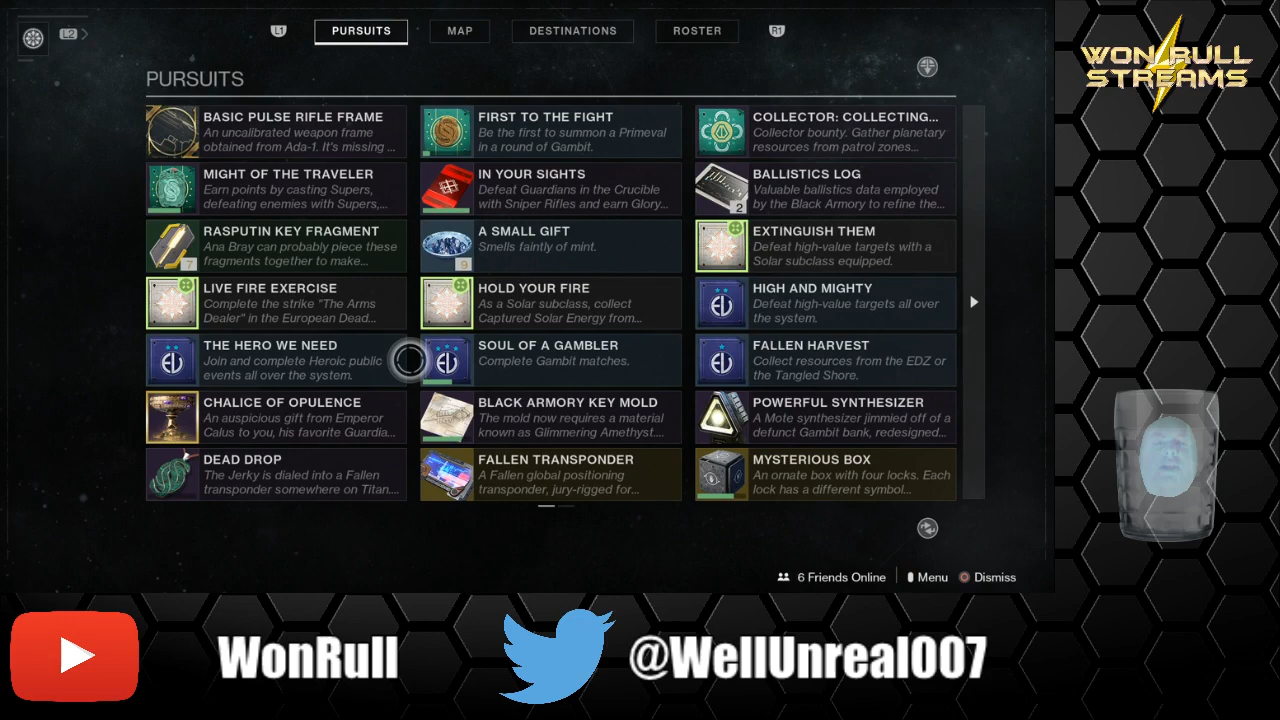 L2
L1
PURSUITS
MAP
DESTINATIONS
ROSTER
R1
WON RULL
STREAMS
PURSUITS
BASIC PULSE RIFLE FRAME
An uncalibrated weapon frame
obtained from Ada-1. It's missing ...
FIRST TO THE FIGHT
Be the first to summon a Primeval
in a round of Gambit.
COLLECTOR: COLLECTING...
Collector bounty. Gather planetary
resources from patrol zones...
MIGHT OF THE TRAVELER
Earn points by casting Supers,
defeating enemies with Supers,...
IN YOUR SIGHTS
Defeat Guardians in the Crucible
with Sniper Rifles and earn Glory...
BALLISTICS LOG
Valuable ballistics data employed
by the Black Armory to refine the...
2
RASPUTIN KEY FRAGMENT
Ana Bray can probably piece these
fragments together to make...
7
A SMALL GIFT
Smells faintly of mint.
9
EXTINGUISH THEM
Defeat high-value targets with a
Solar subclass equipped.
LIVE FIRE EXERCISE
Complete the strike "The Arms
Dealer" in the European Dead...
HOLD YOUR FIRE
As a Solar subclass, collect
Captured Solar Energy from...
HIGH AND MIGHTY
Defeat high-value targets all over
the system.
THE HERO WE NEED
Join and complete Heroic public
events all over the system.
SOUL OF A GAMBLER
Complete Gambit matches.
FALLEN HARVEST
Collect resources from the EDZ or
the Tangled Shore.
CHALICE OF OPULENCE
An auspicious gift from Emperor
Calus to you, his favorite Guardia...
BLACK ARMORY KEY MOLD
The mold now requires a material
known as Glimmering Amethyst....
POWERFUL SYNTHESIZER
A Mote synthesizer jimmied off of a
defunct Gambit bank, redesigned...
DEAD DROP
The Jerky is dialed into a Fallen
transponder somewhere on Titan....
FALLEN TRANSPONDER
A Fallen global positioning
transponder, jury-rigged for...
MYSTERIOUS BOX
An ornate box with four locks. Each
lock has a different symbol...
6 Friends Online
Menu
Dismiss
WonRull
@WellUnreal007